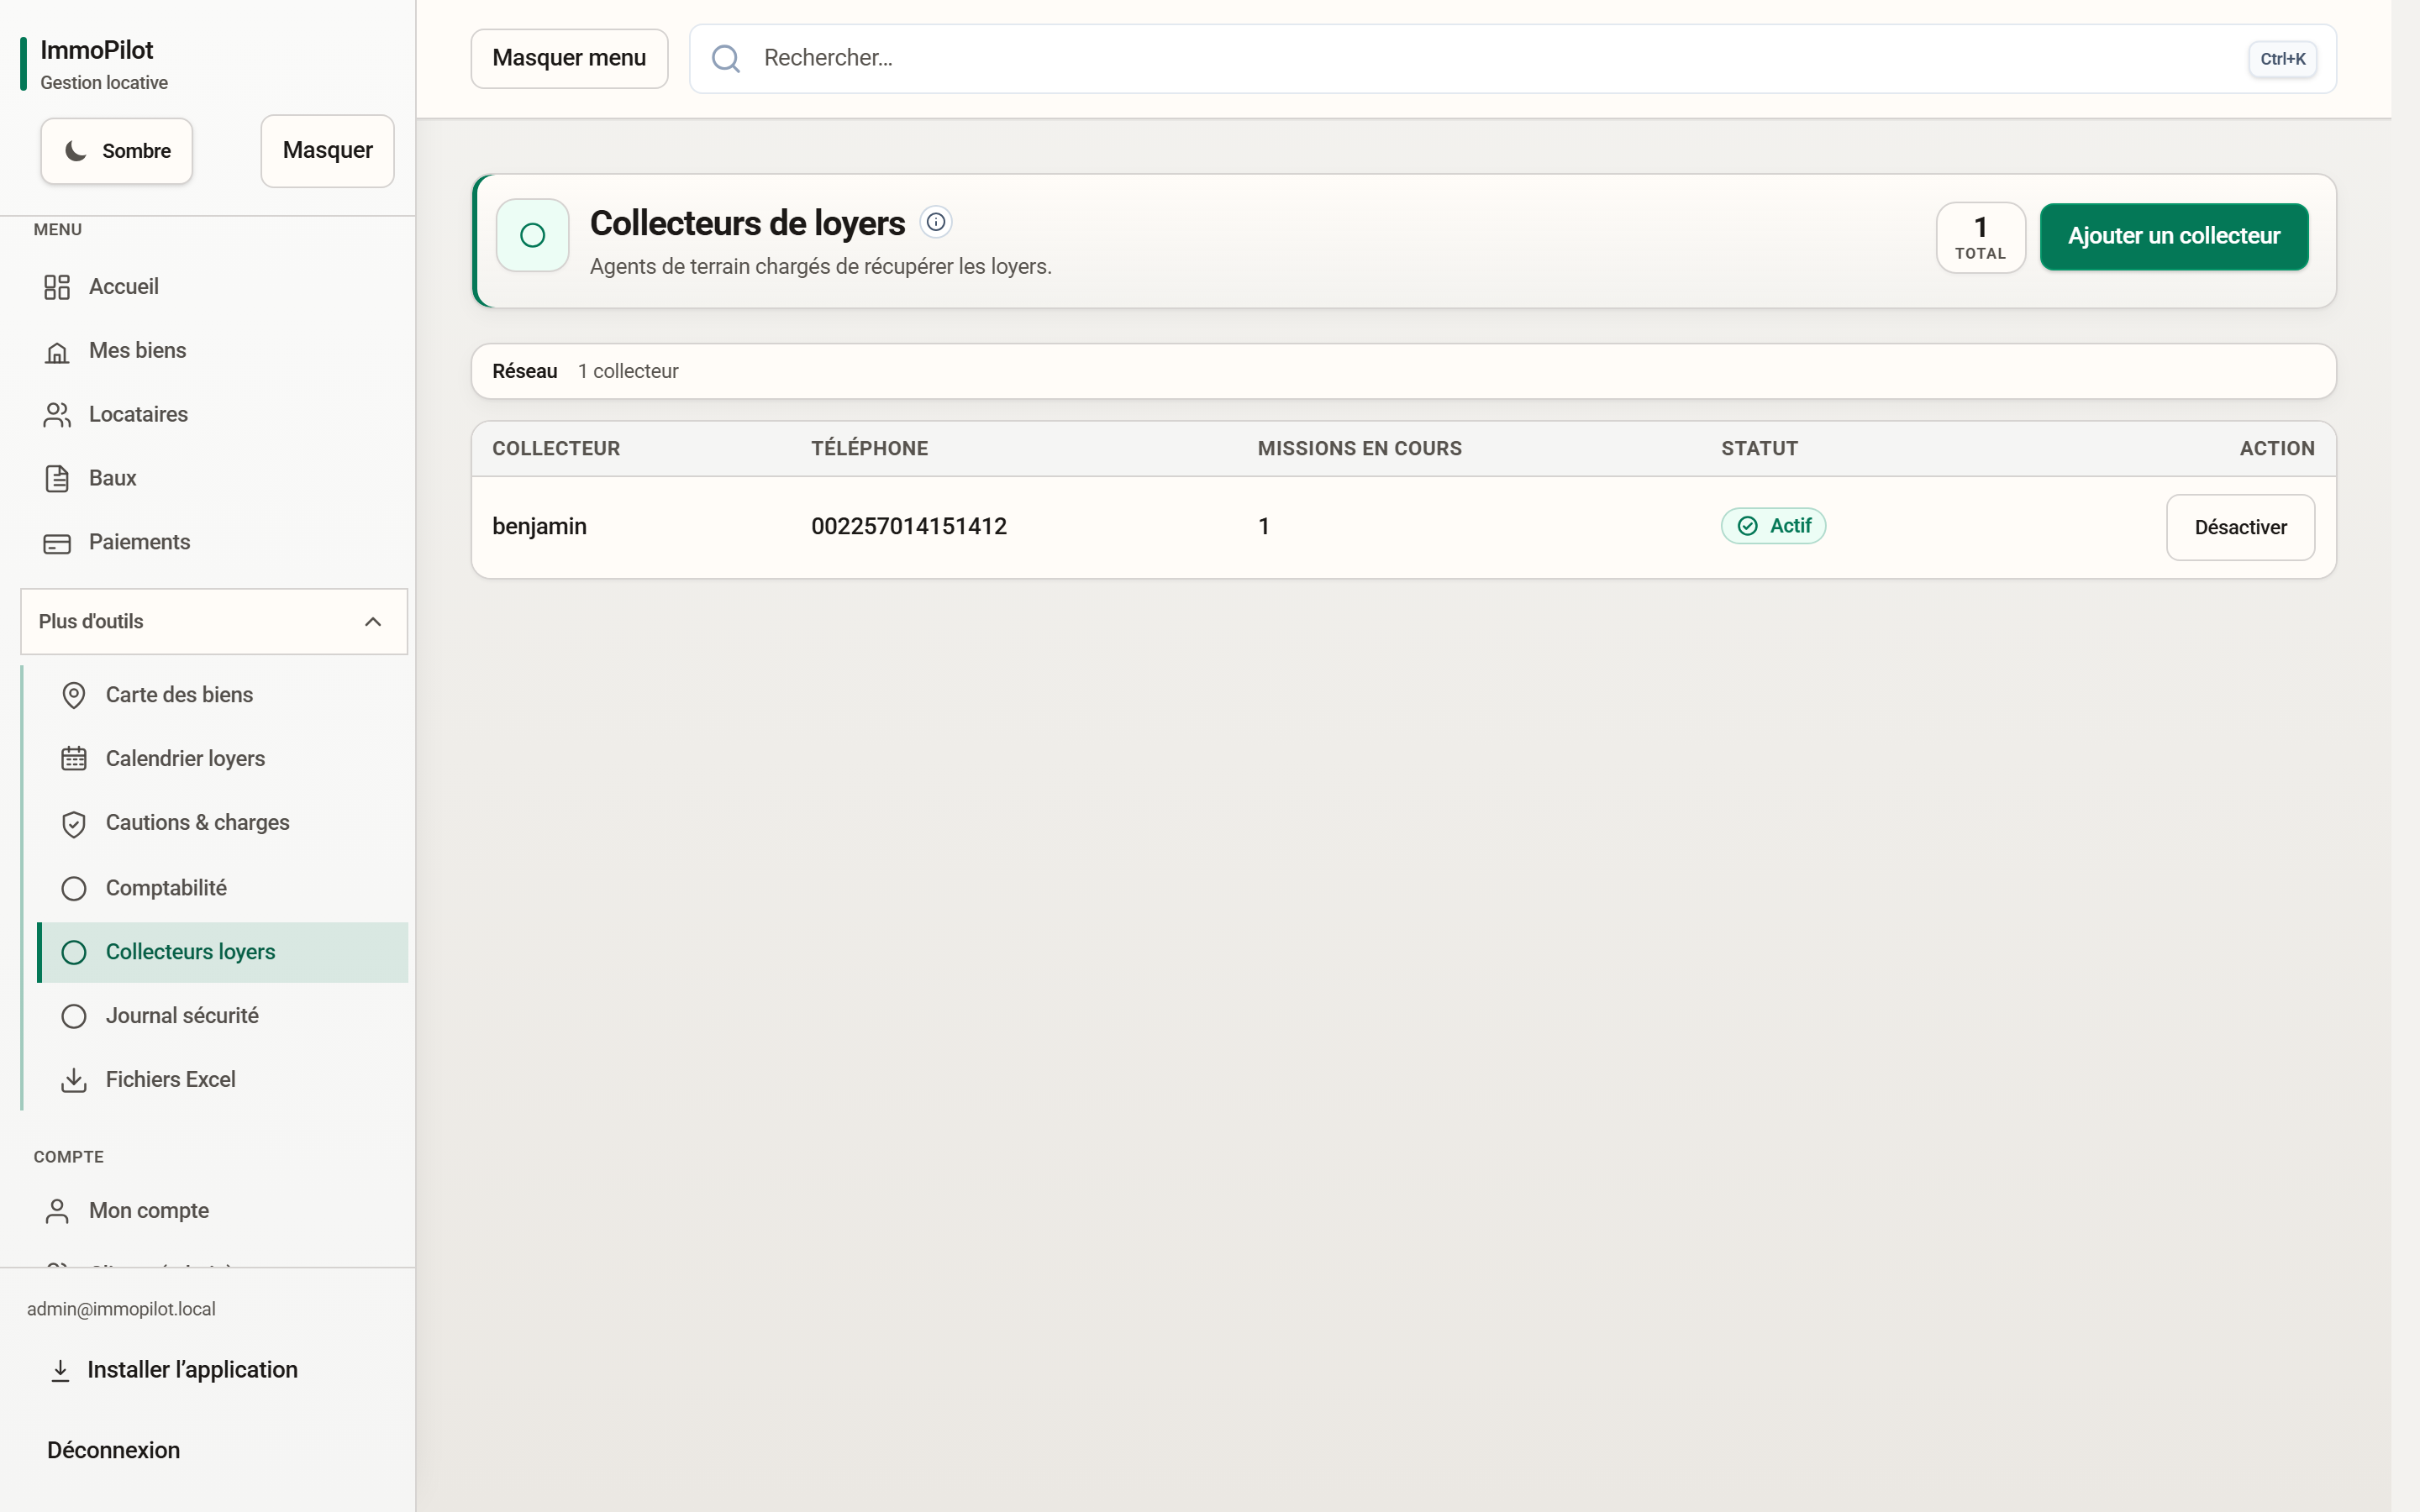 ImmoPilot
Gestion locative
Sombre
Masquer
MENU
Accueil
Mes biens
Locataires
Baux
Paiements
Plus d'outils
Carte des biens
Calendrier loyers
Cautions & charges
Comptabilité
Collecteurs loyers
Journal sécurité
Fichiers Excel
COMPTE
Mon compte
admin@immopilot.local
Installer l’application
Déconnexion
Masquer menu
Rechercher...
Ctrl+K
Collecteurs de loyers
Agents de terrain chargés de récupérer les loyers.
1
TOTAL
Ajouter un collecteur
Réseau 1 collecteur
COLLECTEUR TÉLÉPHONE MISSIONS EN COURS STATUT ACTION
benjamin 002257014151412 1 Actif Désactiver